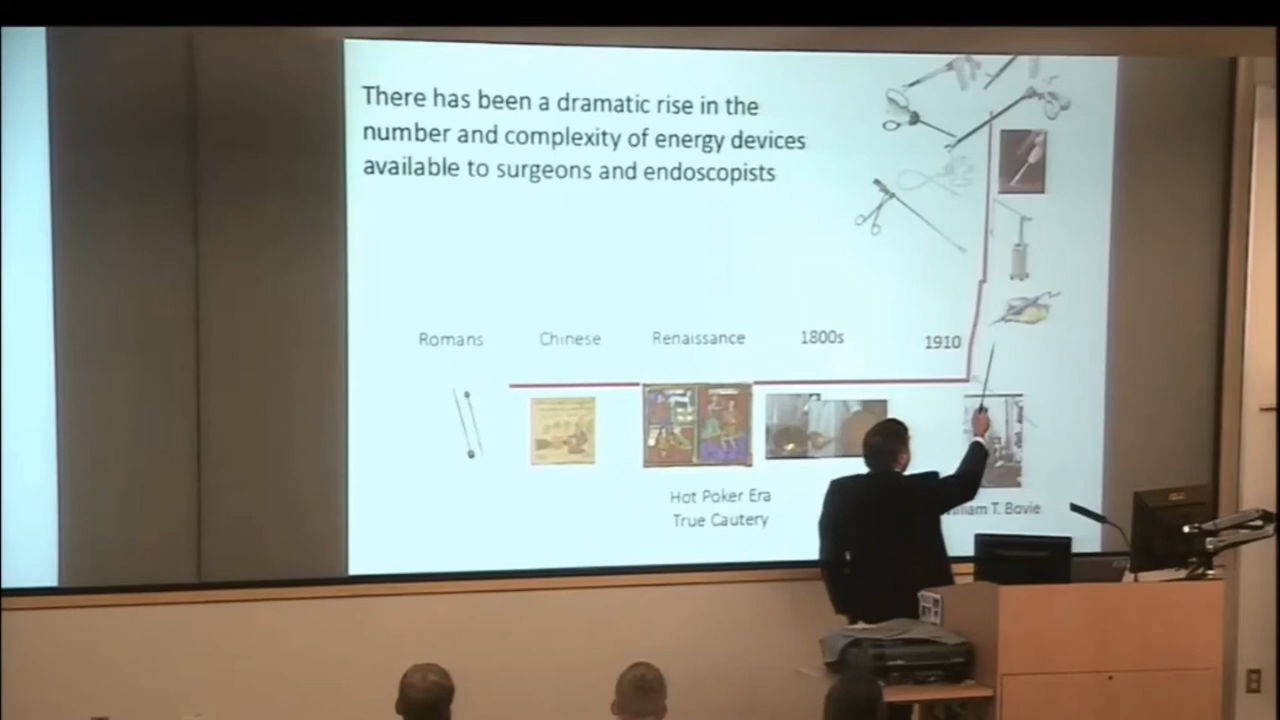 There has been a dramatic rise in the
number and complexity of energy devices
available to surgeons and endoscopists
Romans
Chinese
Renaissance
1800s
1910
Hot Poker Era
True Cautery
T. Bovie